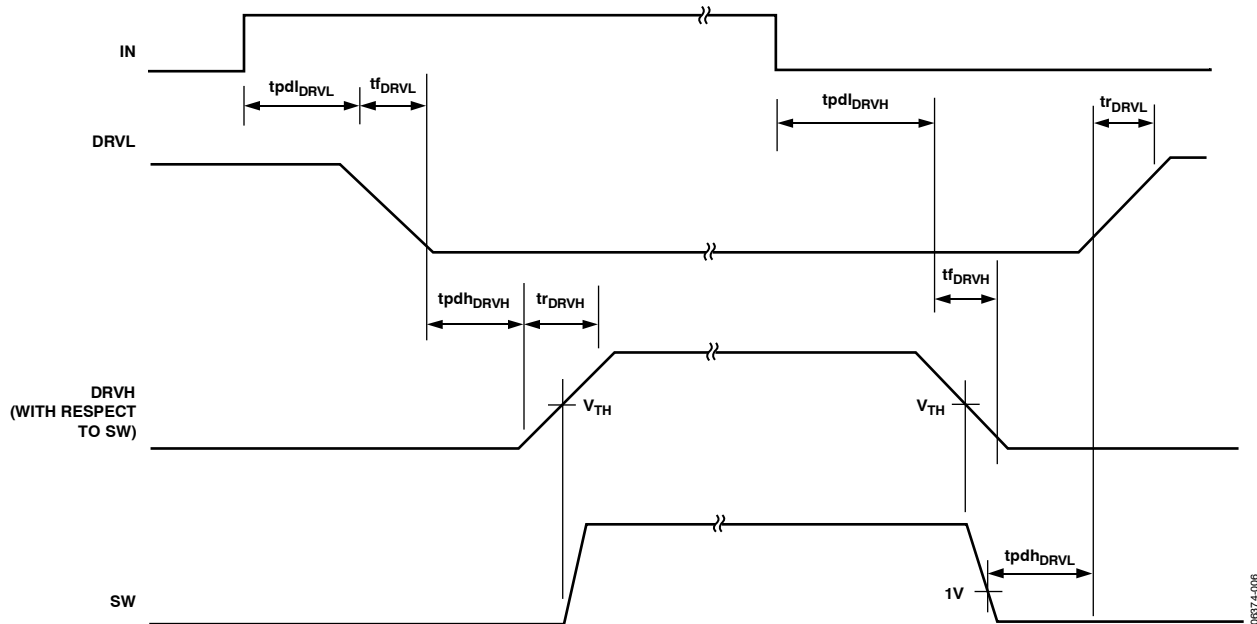 IN
tpdlDRVL
tfDRVL
tpdlDRVH
trDRVL
DRVL
tfDRVH
tpdhDRVH
trDRVH
DRVH
(WITH RESPECT
TO SW)
VTH
VTH
tpdhDRVL
1V
SW
06374-006